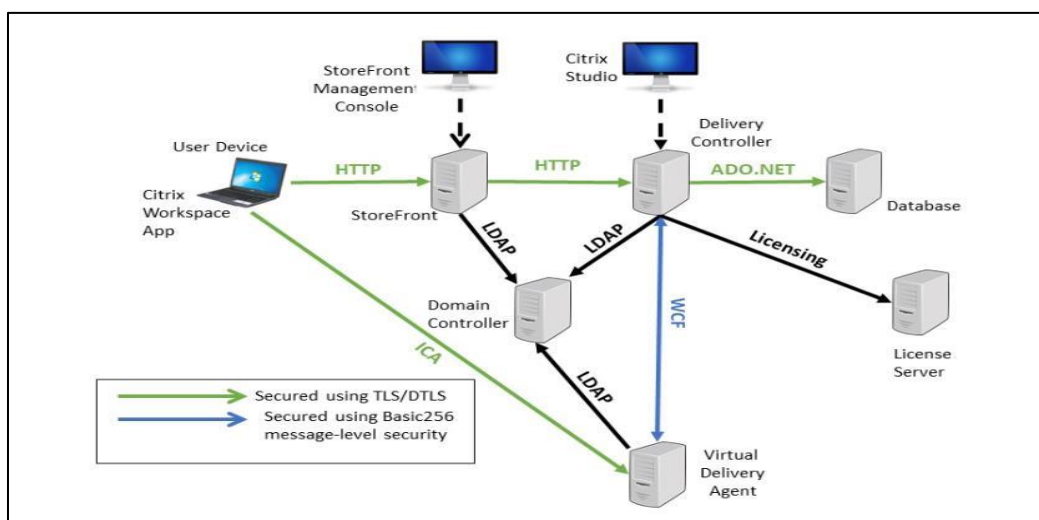 StoreFront
Management
Console
Citrix
Studio
Delivery
Controller
User Device
HTTP
HTTP
ADO.NET
Citrix
Workspace
App
StoreFront
Database
LDAP
LDAP
Licensing
Domain
Controller
WCF
License
Server
ICA
LDAP
Secured using TLS/DTLS
Secured using Basic256
message-level security
Virtual
Delivery
Agent